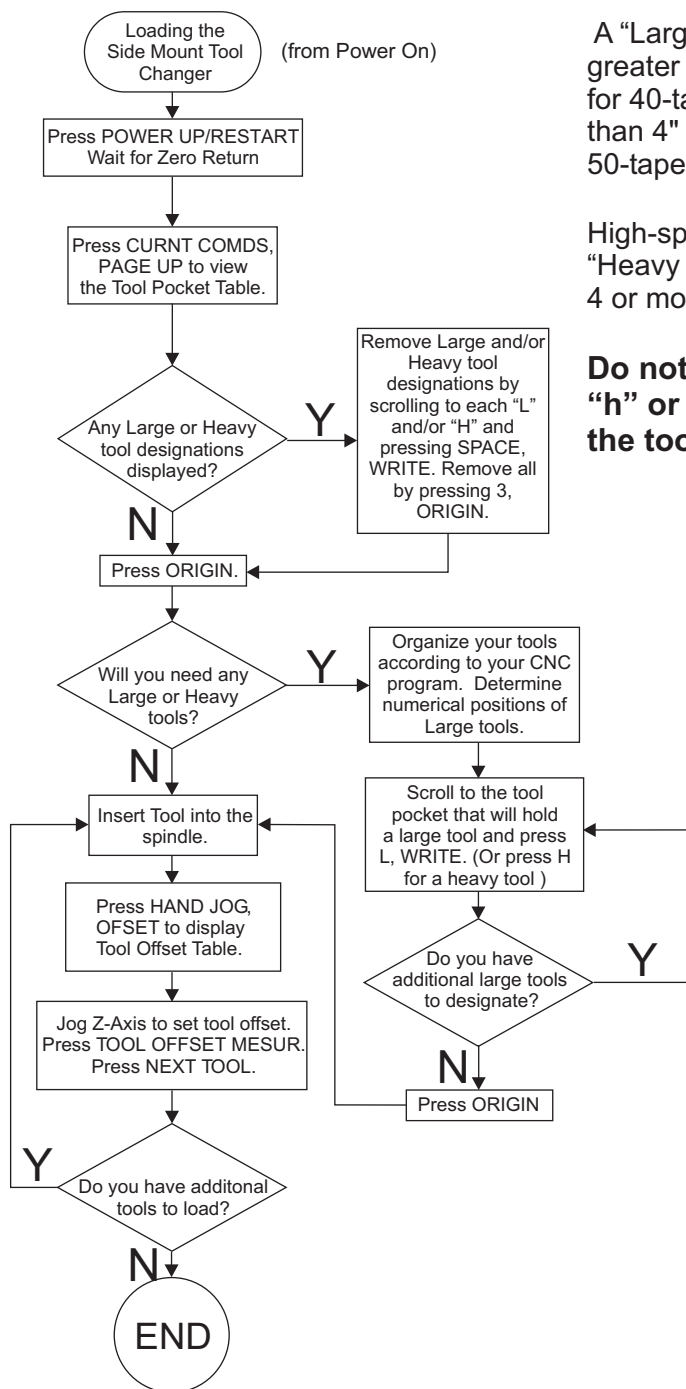 Loading the
Side Mount Tool
Changer
(from Power On)
Press POWER UP/RESTART
Wait for Zero Return
Press CURNT COMDS,
PAGE UP to view
the Tool Pocket Table.
Any Large or Heavy
tool designations
displayed?
Y
Remove Large and/or
Heavy tool
designations by
scrolling to each “L”
and/or “H” and
pressing SPACE,
WRITE. Remove all
by pressing 3,
ORIGIN.
N
Press ORIGIN.
Will you need any
Large or Heavy
tools?
Y
Organize your tools
according to your CNC
program. Determine
numerical positions of
Large tools.
N
Scroll to the tool
pocket that will hold
a large tool and press
L, WRITE. (Or press H
for a heavy tool )
Insert Tool into the
spindle.
Press HAND JOG,
OFSET to display
Tool Offset Table.
Do you have
additional large tools
to designate?
Y
N
Press ORIGIN
Jog Z-Axis to set tool offset.
Press TOOL OFFSET MESUR.
Press NEXT TOOL.
Do you have additonal
tools to load?
Y
N
END
A “Larg
greater
for 40-ta
than 4"
50-tape
High-sp
“Heavy
4 or mo
Do not
“h” or
the too